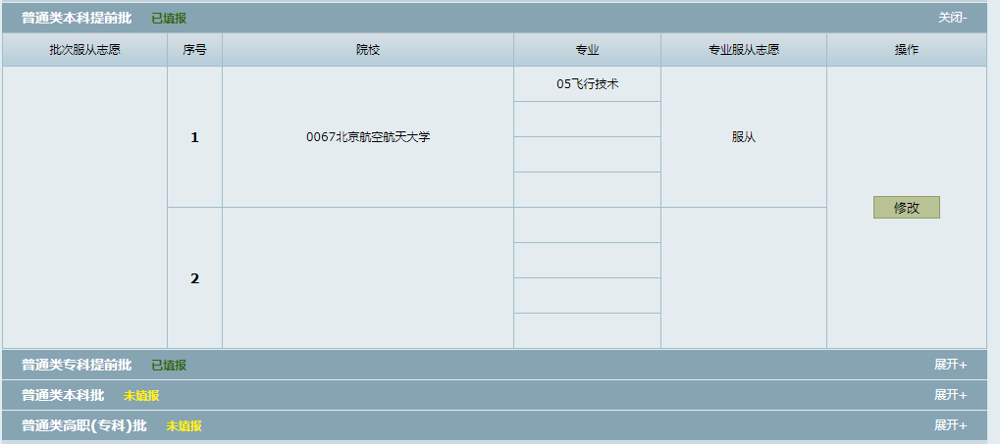 普通类本科提前批 已填报 关闭-
批次服从志愿 序号 院校 专业 专业服从志愿 操作
05飞行技术
1 0067北京航空航天大学 服从
修改
2
普通类专科提前批 已填报 展开+
普通类本科批 未填报 展开+
普通类高职(专科)批 未填报 展开+